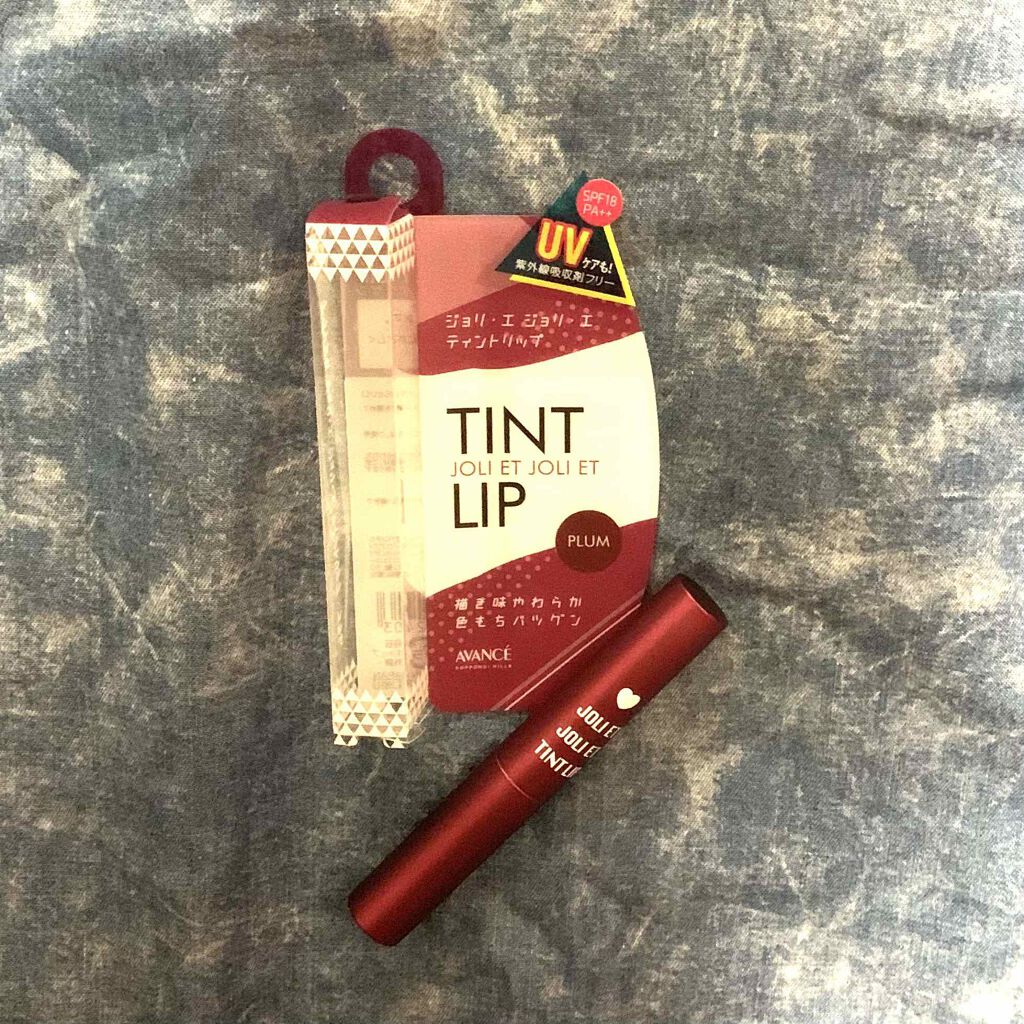 SPF18
PA++
UV
ケアも!
紫外線吸収剤フリー
ジョリ・エ ジョリ・エ
ティントリップ
TINT
JOLI ET JOLI ET
LIP
PLUM
描き味やわらか
色もちバツグン
AVANCÉ
ROPPONGI HILLS
JOLI ET
JOLI ET
TINT LIP